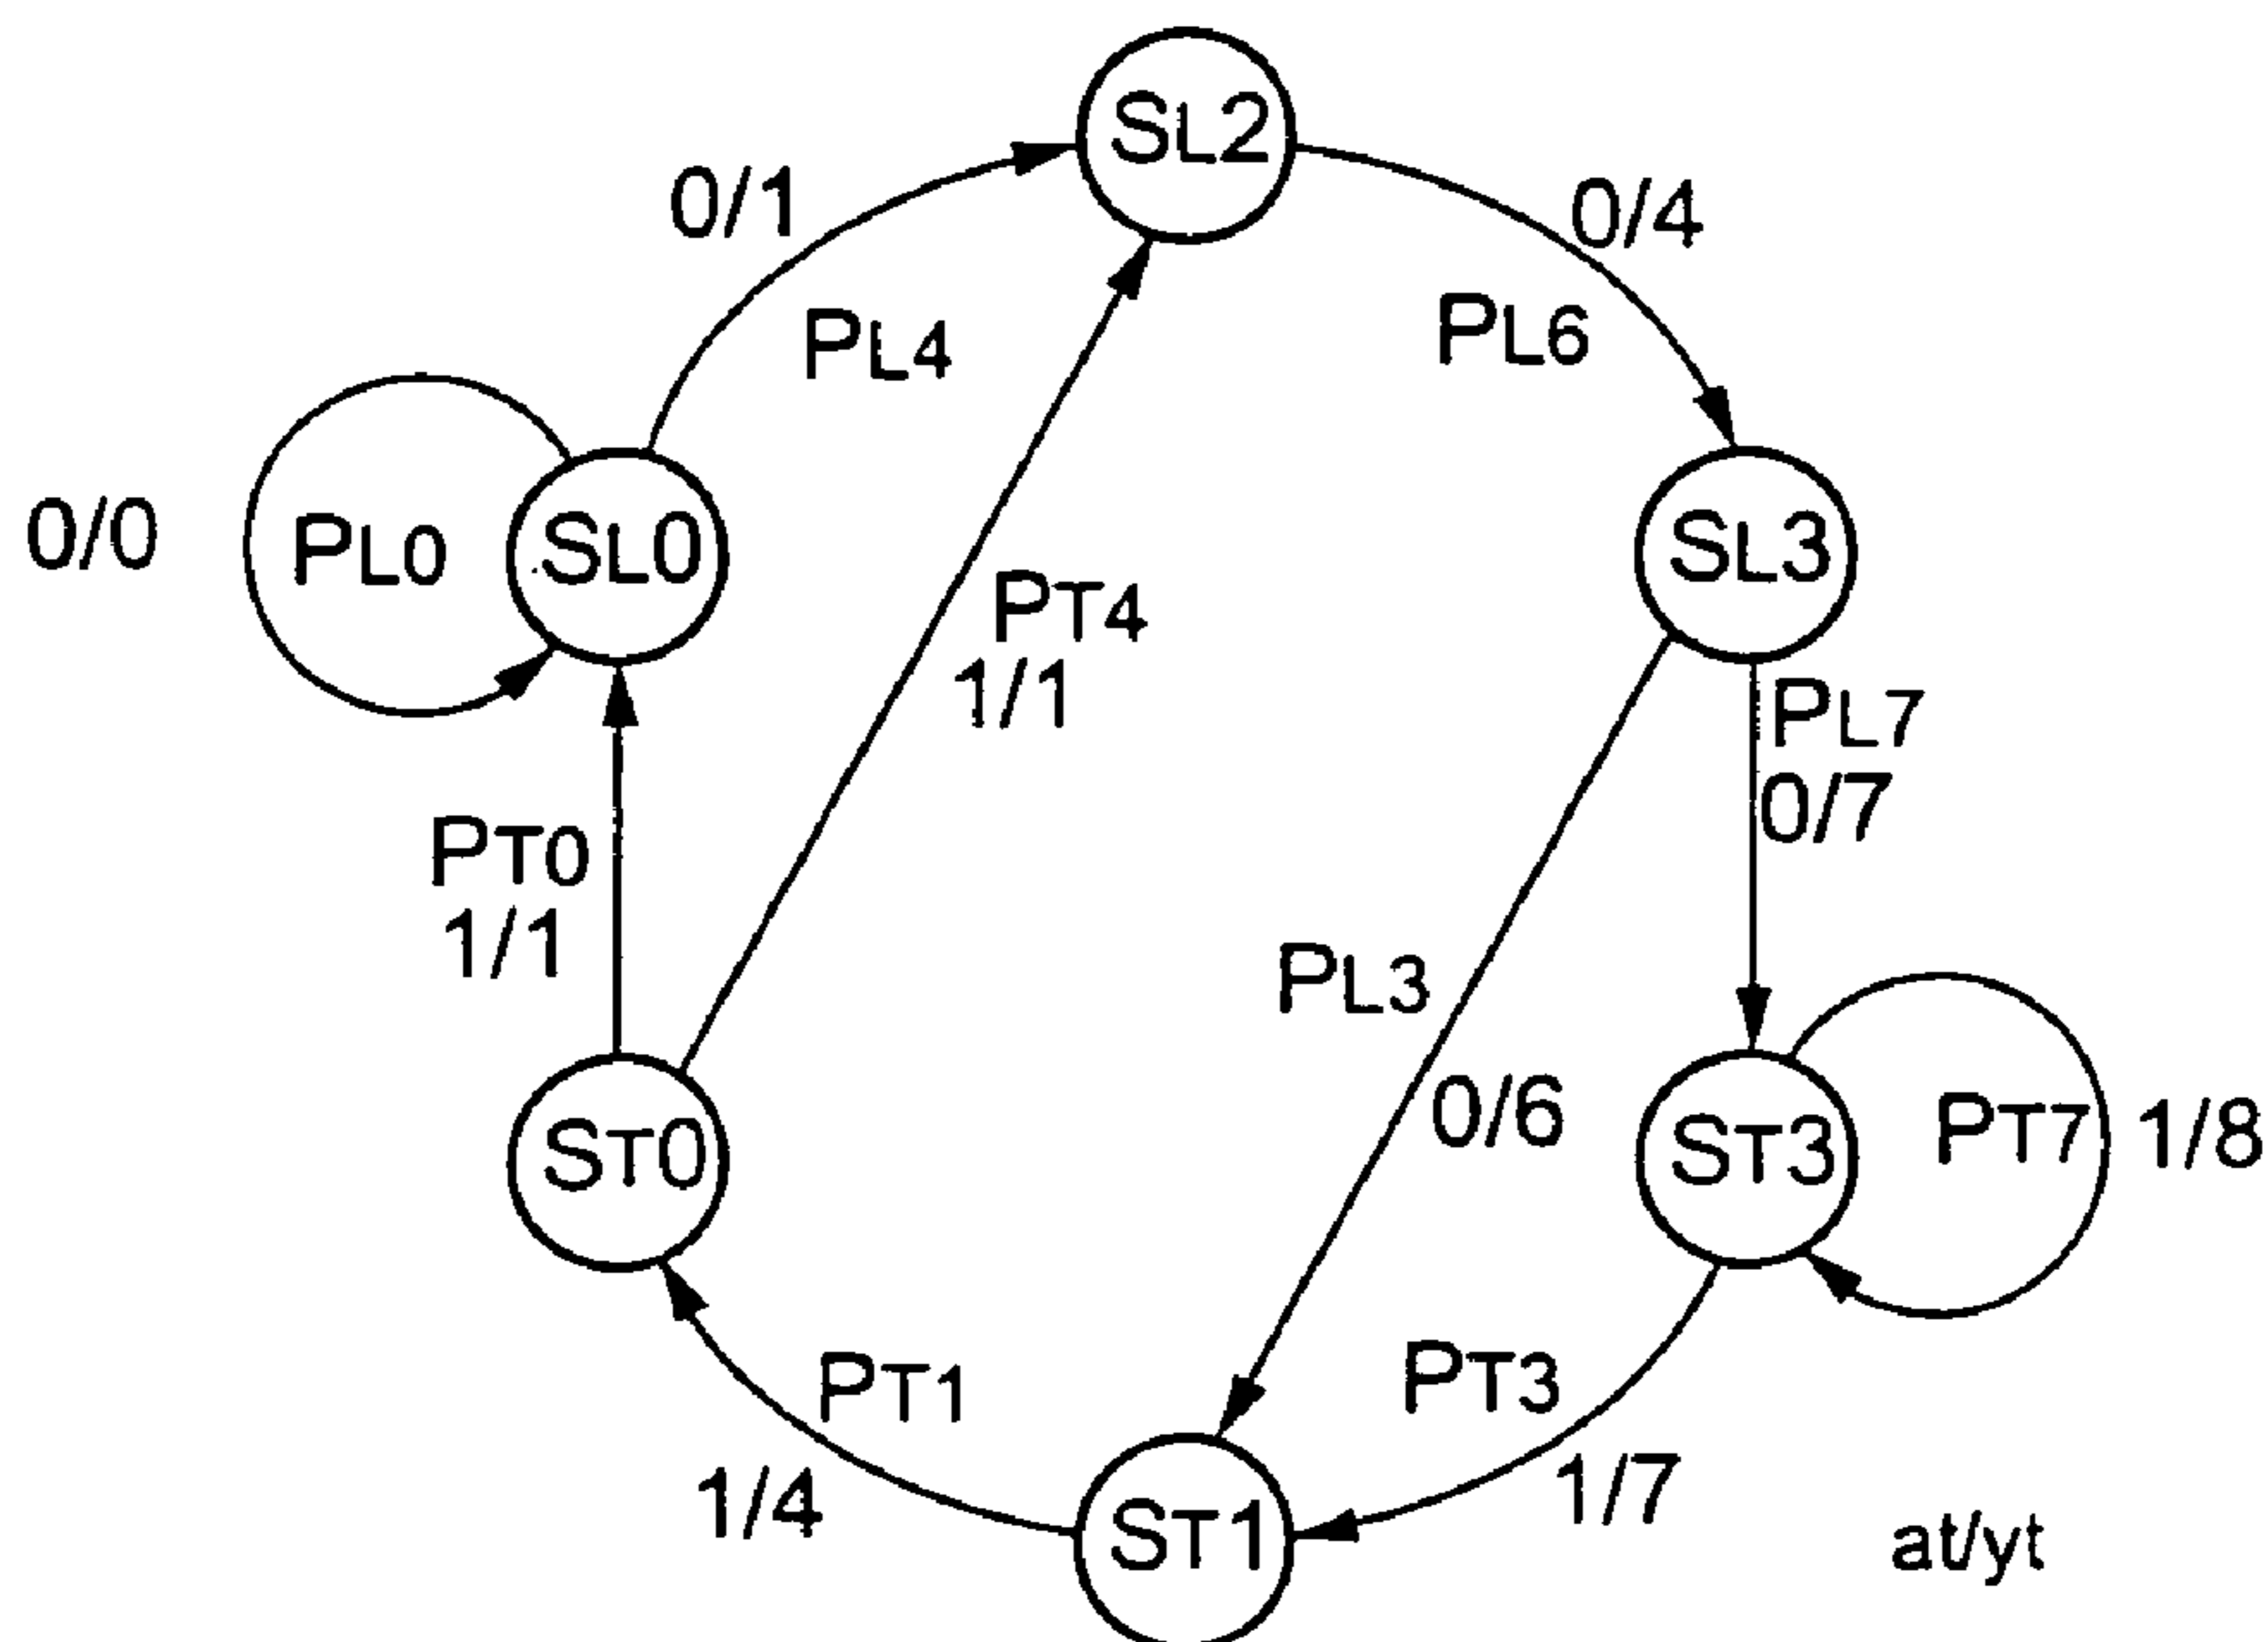 SL2
0/1
0/4
PL4
PL6
0/0
PL0
SL0
SL3
PT4
1/1
PL7
0/7
PT0
1/1
PL3
0/6
ST0
ST3
PT7
1/8
PT1
PT3
1/4
1/7
ST1
at/yt